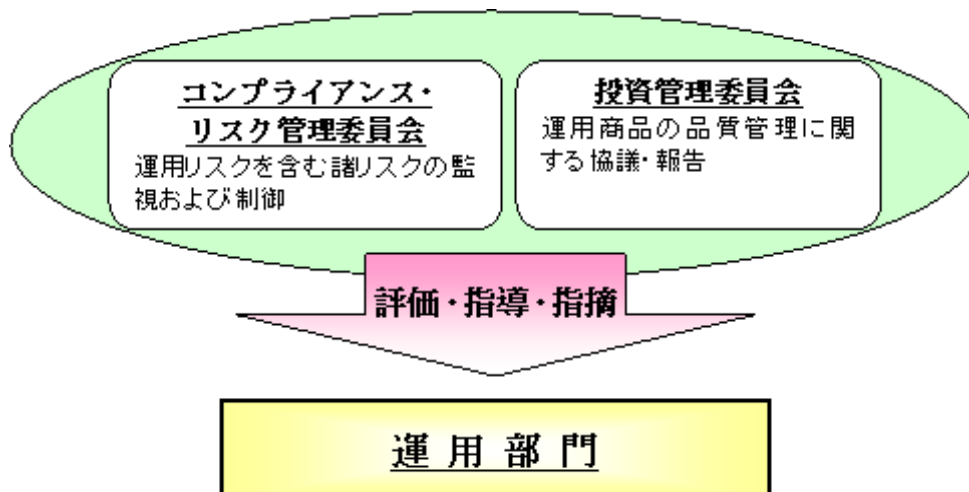 コンプライアンス・
リスク管理委員会
運用リスクを含む諸リスクの監
視および制御
投資管理委員会
運用商品の品質管理に関
する協議・報告
評価・指導・指摘
運用部門